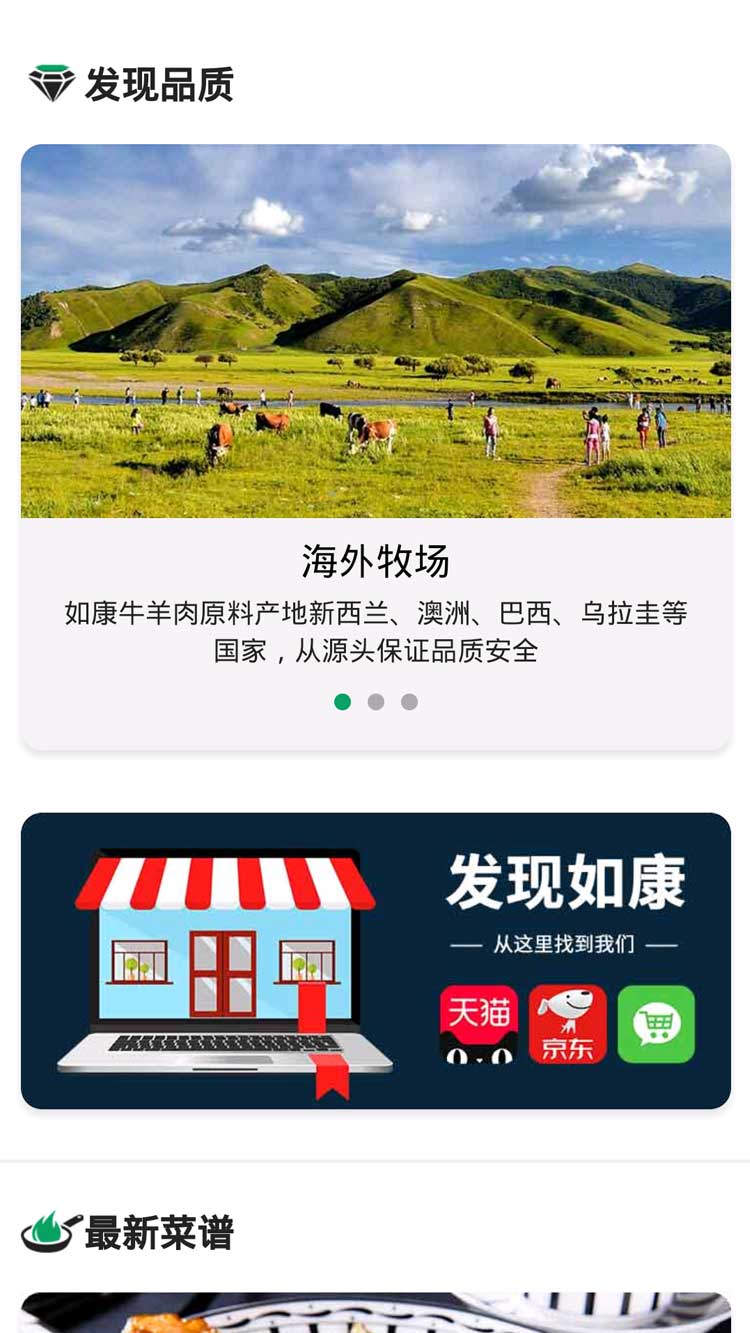 发现品质
海外牧场
如康牛羊肉原料产地新西兰、澳洲、巴西、乌拉圭等
国家，从源头保证品质安全
发现如康
从这里找到我们
天猫
京东
最新菜谱